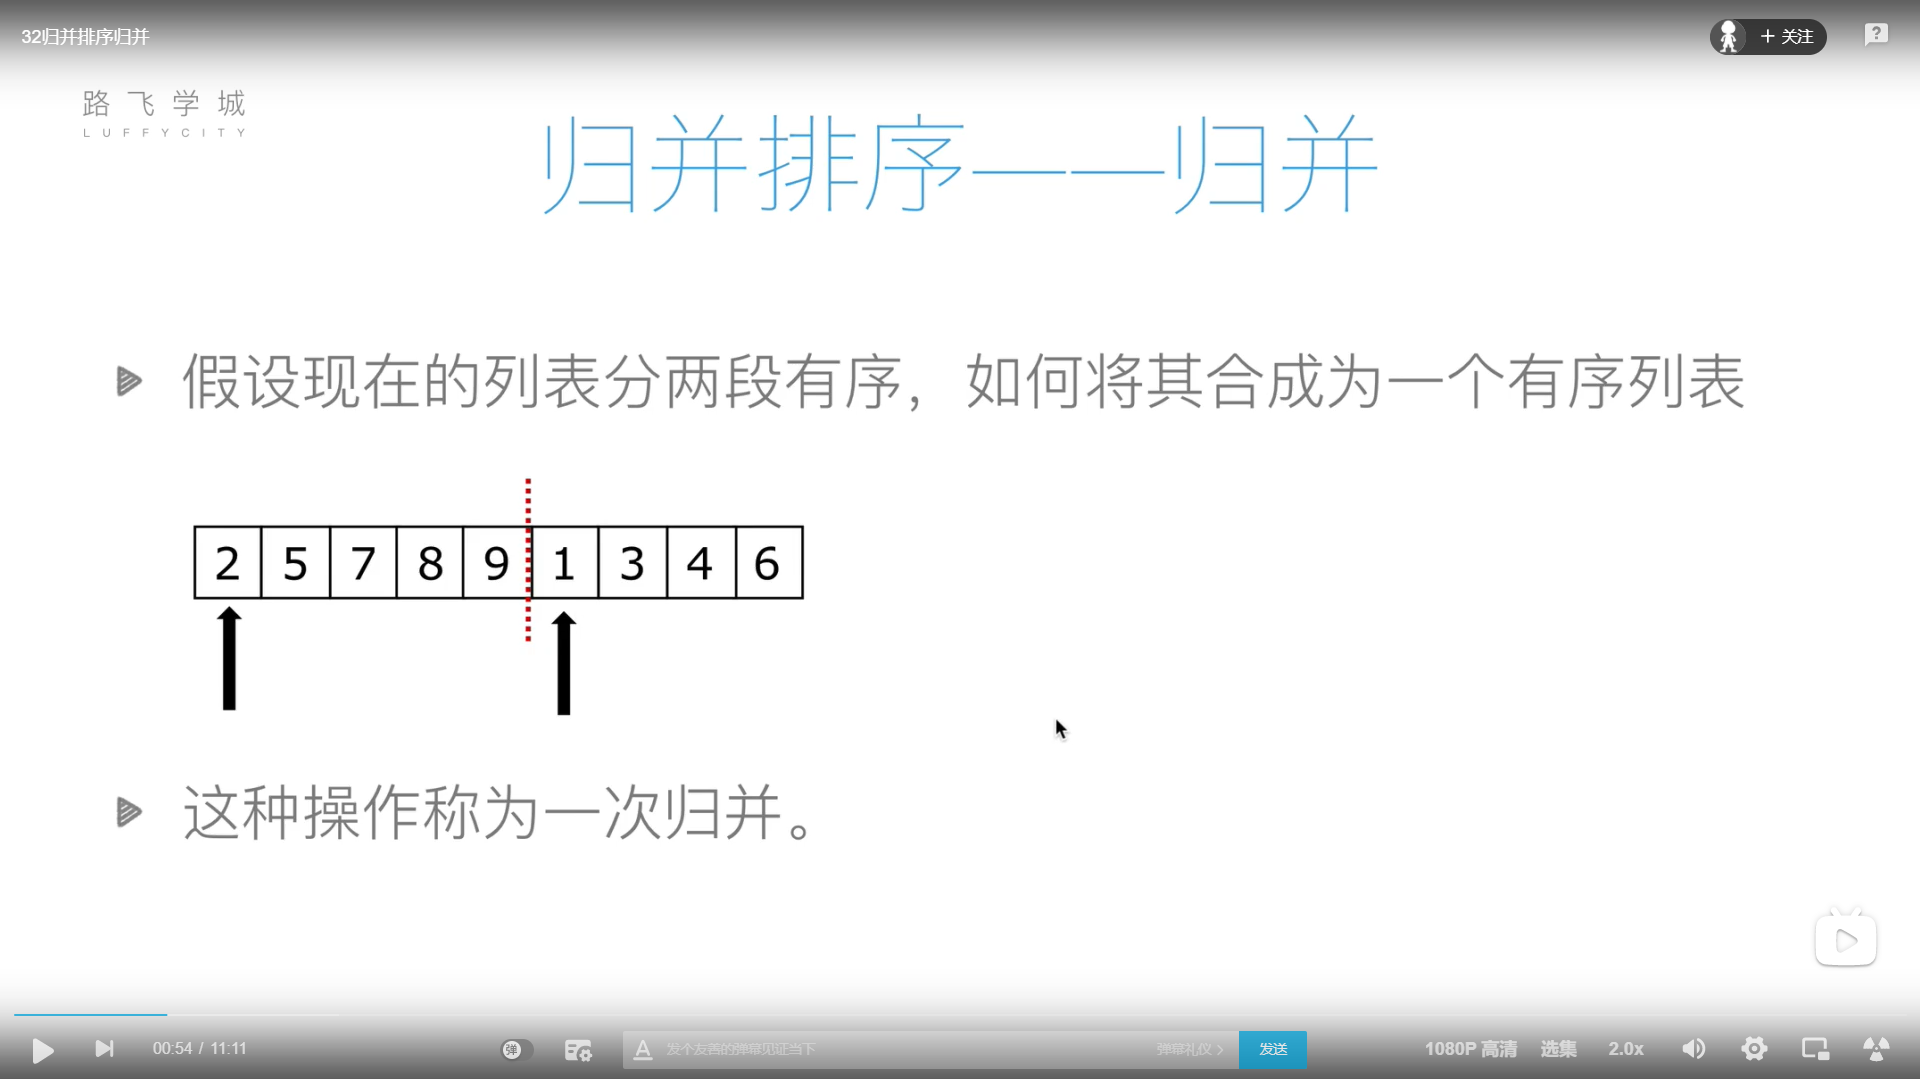 32归并排序归并
+ 关注
?
路飞学城
LUFFYCITY
归并排序——归并
假设现在的列表分两段有序，如何将其合成为一个有序列表
2 5 7 8 9 1 3 4 6
这种操作称为一次归并。
00:54 / 11:11
弹
A
发个友善的弹幕见证当下
弹幕礼仪 >
发送
1080P 高清
选集
2.0x